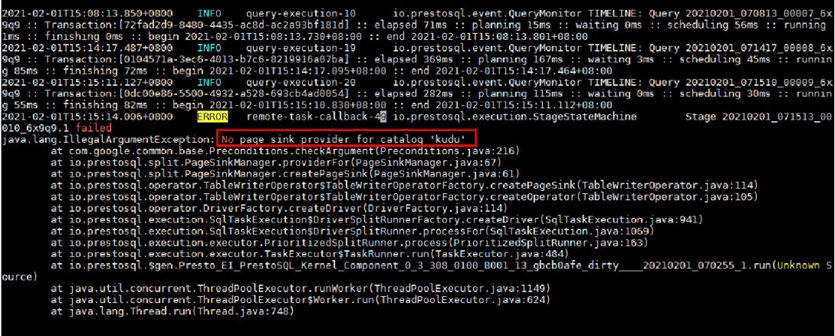 2021-02-01T15:08:13.850+0800 INFO query-execution-10 io.prestosql.event.QueryMonitor TIMELINE: Query 20210201_070813_00007_6x
9q9 :: Transaction:[72fad2d9-8480-4435-ac8d-ac2a93bf181d] :: elapsed 71ms :: planning 15ms :: waiting 0ms :: scheduling 56ms :: running
1ms :: finishing 0ms :: begin 2021-02-01T15:08:13.730+08:00 :: end 2021-02-01T15:08:13.801+08:00
2021-02-01T15:14:17.487+0800 INFO query-execution-19 io.prestosql.event.QueryMonitor TIMELINE: Query 20210201_071417_00008_6x
9q9 :: Transaction:[0104571a-3ec6-4013-b7c6-8219916a07ba] :: elapsed 369ms :: planning 167ms :: waiting 3ms :: scheduling 45ms :: runnin
g 85ms :: finishing 72ms :: begin 2021-02-01T15:14:17.095+08:00 :: end 2021-02-01T15:14:17.464+08:00
2021-02-01T15:15:11.127+0800 INFO query-execution-20 io.prestosql.event.QueryMonitor TIMELINE: Query 20210201_071510_00009_6x
9q9 :: Transaction:[0dc00e86-5500-4932-a528-693cb4ad0054] :: elapsed 282ms :: planning 115ms :: waiting 0ms :: scheduling 30ms :: runnin
g 55ms :: finishing 82ms :: begin 2021-02-01T15:15:10.830+08:00 :: end 2021-02-01T15:15:11.112+08:00
2021-02-01T15:15:14.006+0800 ERROR remote-task-callback-49 io.prestosql.execution.StageStateMachine Stage 20210201_071513_00
010_6x9q9.1 failed
java.lang.IllegalArgumentException: No page sink provider for catalog 'kudu'
at com.google.common.base.Preconditions.checkArgument(Preconditions.java:216)
at io.prestosql.split.PageSinkManager.providerFor(PageSinkManager.java:67)
at io.prestosql.split.PageSinkManager.createPageSink(PageSinkManager.java:61)
at io.prestosql.operator.TableWriterOperator$TableWriterOperatorFactory.createPageSink(TableWriterOperator.java:114)
at io.prestosql.operator.TableWriterOperator$TableWriterOperatorFactory.createOperator(TableWriterOperator.java:105)
at io.prestosql.operator.DriverFactory.createDriver(DriverFactory.java:114)
at io.prestosql.execution.SqlTaskExecution$DriverSplitRunnerFactory.createDriver(SqlTaskExecution.java:941)
at io.prestosql.execution.SqlTaskExecution$DriverSplitRunner.processFor(SqlTaskExecution.java:1069)
at io.prestosql.execution.executor.PrioritizedSplitRunner.process(PrioritizedSplitRunner.java:163)
at io.prestosql.execution.executor.TaskExecutor$TaskRunner.run(TaskExecutor.java:484)
at io.prestosql.$gen.Presto_EI_PrestoSQL_Kernel_Component_0_3_308_0100_B001_13_gbcb0afe_dirty____20210201_070255_1.run(Unknown S
ource)
at java.util.concurrent.ThreadPoolExecutor.runWorker(ThreadPoolExecutor.java:1149)
at java.util.concurrent.ThreadPoolExecutor$Worker.run(ThreadPoolExecutor.java:624)
at java.lang.Thread.run(Thread.java:748)